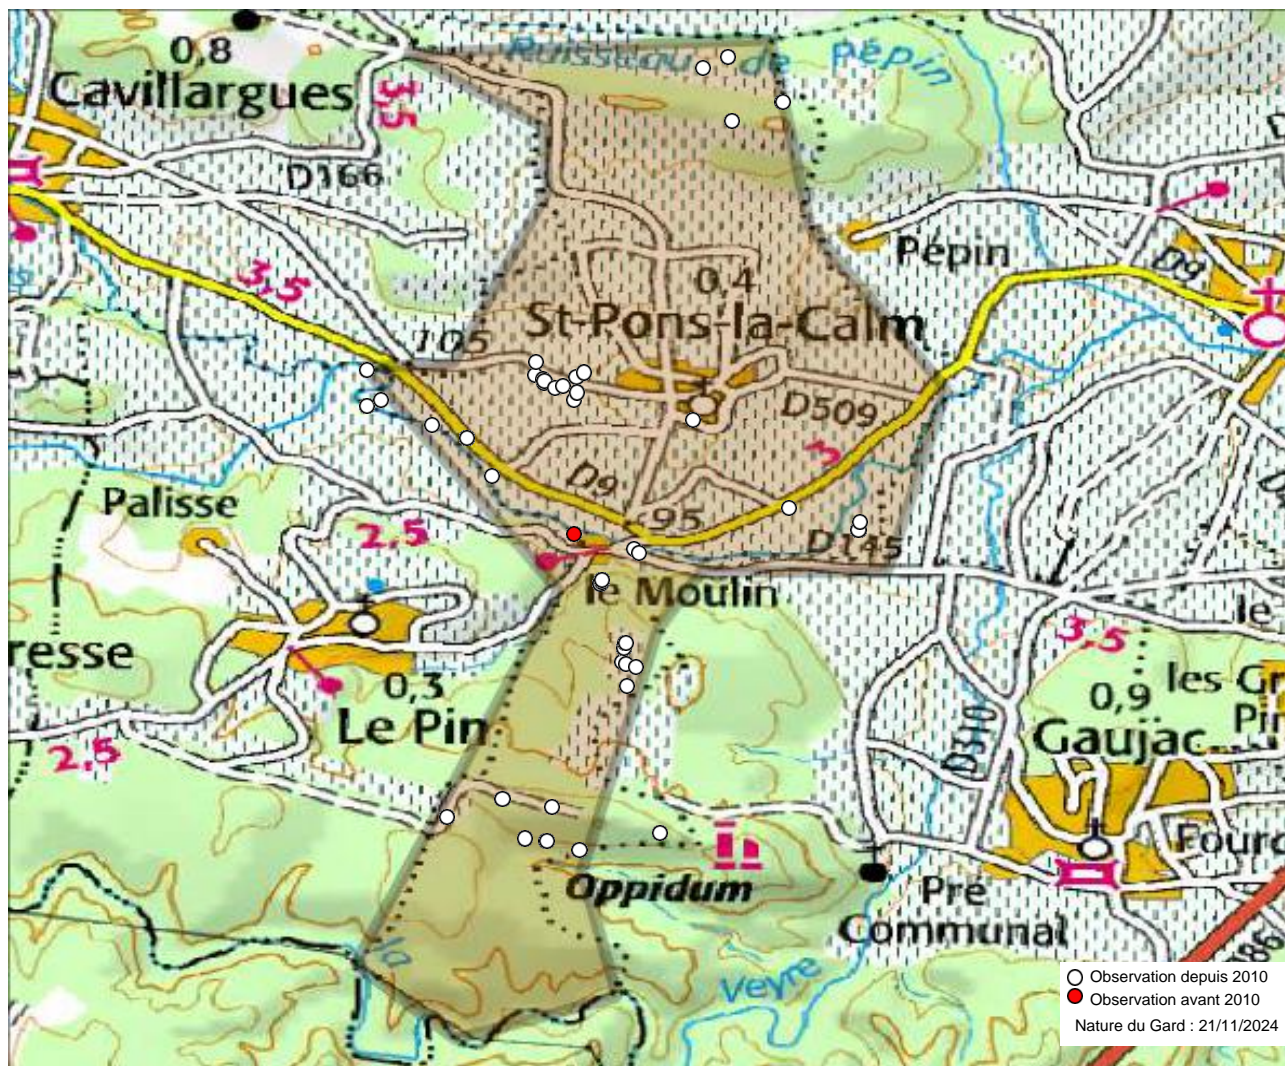 Ruisseau de Pépin
0,8
Cavillargues
3,5
D166
Pépin
D9
3,5
0,4
105
St-Pons-la-Calm
D509
3
D9
Palisse
2,5
95
D145
le Moulin
le
3,5
resse
0,3
les Gr
Pi
0,9
Le Pin
Gaujac
D310
2,5
Fourc
Oppidum
Pré
Communal
la
Veyre
Observation depuis 2010
Observation avant 2010
Nature du Gard : 21/11/2024